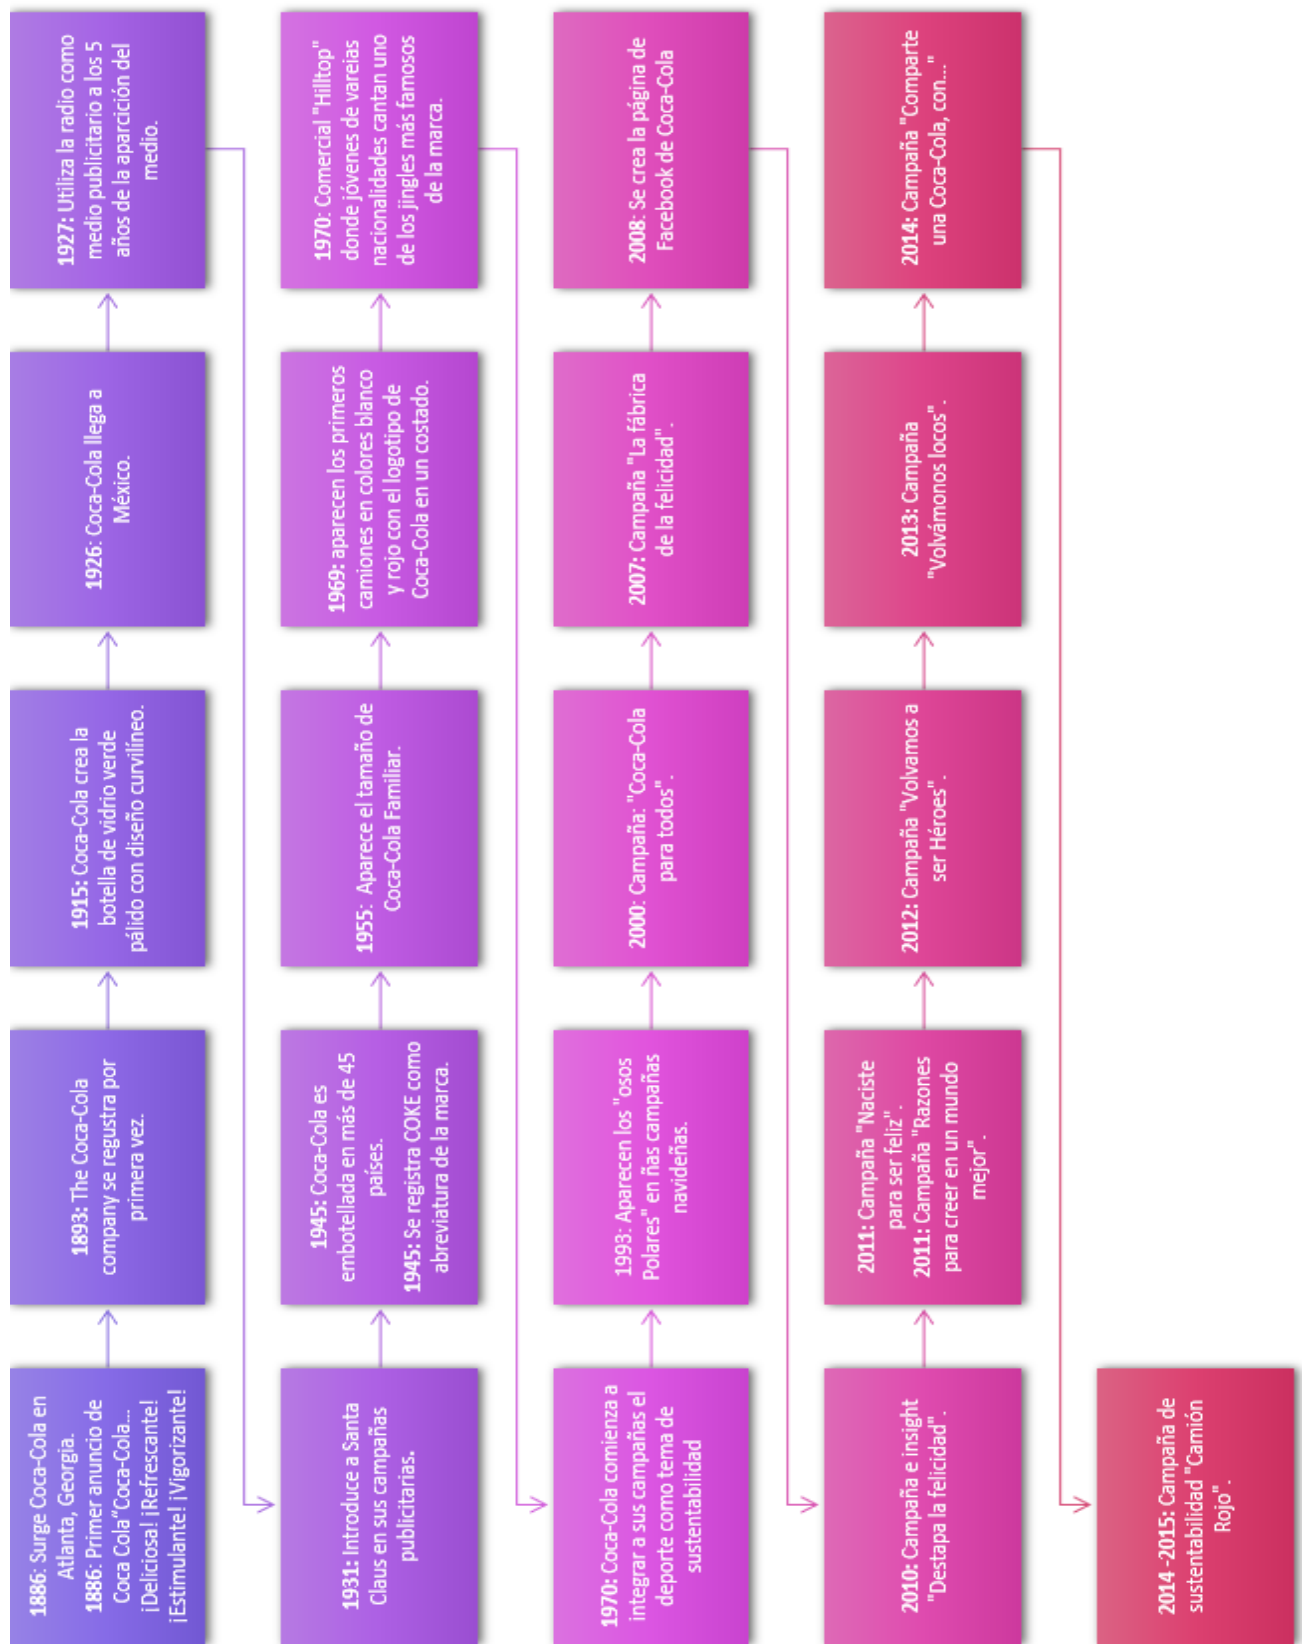 1886: Surge Coca-Cola en
Atlanta, Georgia.
1886: Primer anuncio de
Coca Cola“Coca-Cola...
¡Deliciosa! ¡Refrescante!
¡Estimulante! ¡Vigorizante!
1893: The Coca-Cola
company se regustra por
primera vez.
1915: Coca-Cola crea la
botella de vidrio verde
pálido con diseño curvilíneo.
1926: Coca-Cola llega a
México.
1927: Utiliza la radio como
medio publicitario a los 5
años de la aparcición del
medio.
1931: Introduce a Santa
Claus en sus campañas
publicitarias.
1945: Coca-Cola es
embotellada en más de 45
países.
1945: Se registra COKE como
abreviatura de la marca.
1955: Aparece el tamaño de
Coca-Cola Familiar.
1969: aparecen los primeros
camiones en colores blanco
y rojo con el logotipo de
Coca-Cola en un costado.
1970: Comercial "Hilltop"
donde jóvenes de vareias
nacionalidades cantan uno
de los jingles más famosos
de la marca.
1970: Coca-Cola comienza a
integrar a sus campañas el
deporte como tema de
sustentabilidad
1993: Aparecen los "osos
Polares" en ñas campañas
navideñas.
2000: Campaña: "Coca-Cola
para todos".
2007: Campaña "La fábrica
de la felicidad".
2008: Se crea la página de
Facebook de Coca-Cola
2010: Campaña e insight
"Destapa la felicidad".
2011: Campaña "Naciste
para ser feliz".
2011: Campaña "Razones
para creer en un mundo
mejor".
2012: Campaña "Volvamos a
ser Héroes".
2013: Campaña
"Volvámonos locos".
2014: Campaña "Comparte
una Coca-Cola, con..."
2014 -2015: Campaña de
sustentabilidad "Camión
Rojo".